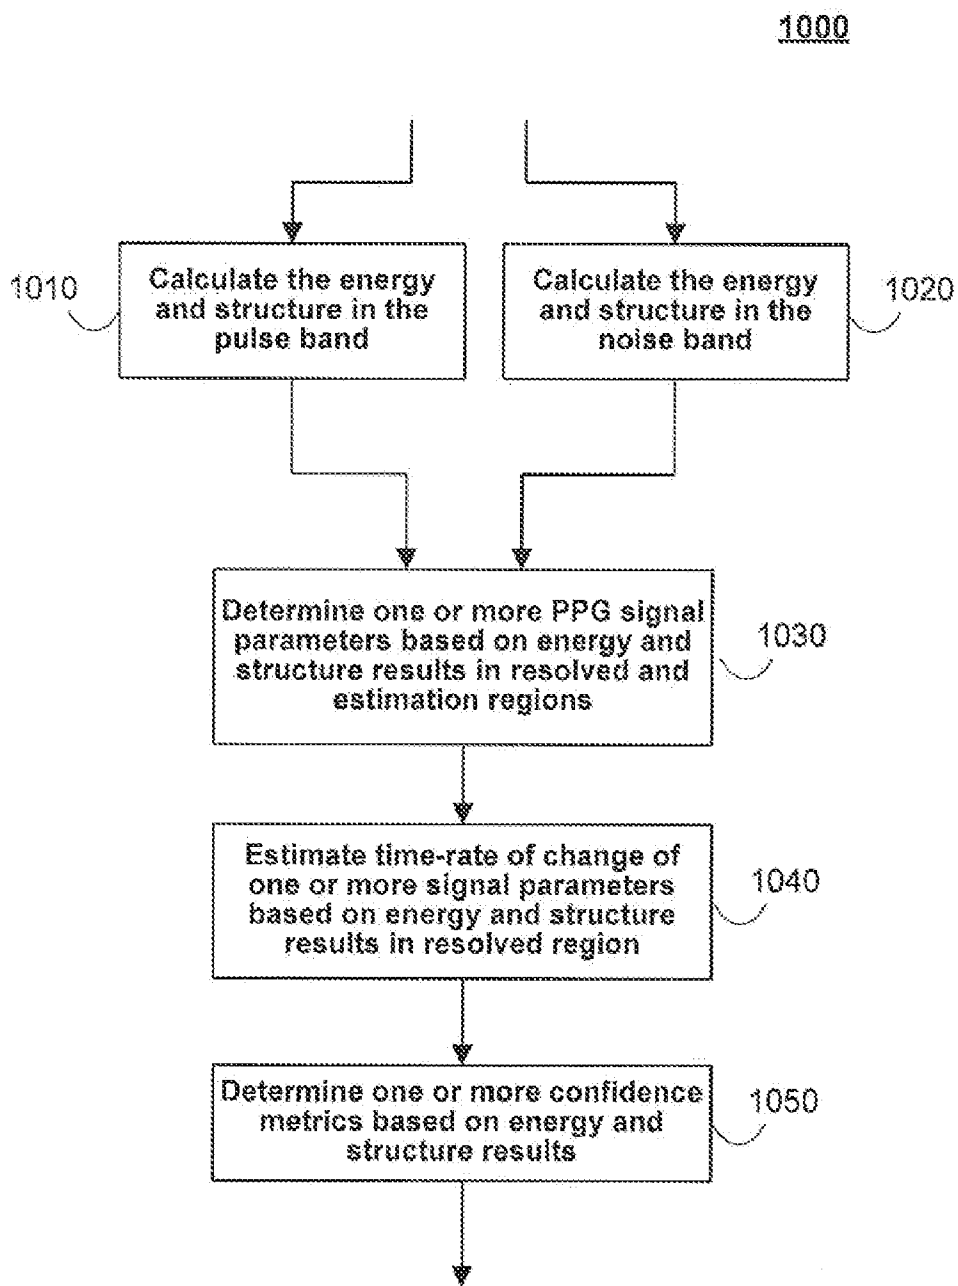 1000
1010
Calculate the energy
and structure in the
pulse band
Calculate the energy
and structure in the
noise band
1020
Determine one or more PPG signal
parameters based on energy and
structure results in resolved and
estimation regions
1030
Estimate time-rate of change of
one or more signal parameters
based on energy and structure
results in resolved region
1040
Determine one or more confidence
metrics based on energy and
structure results
1050